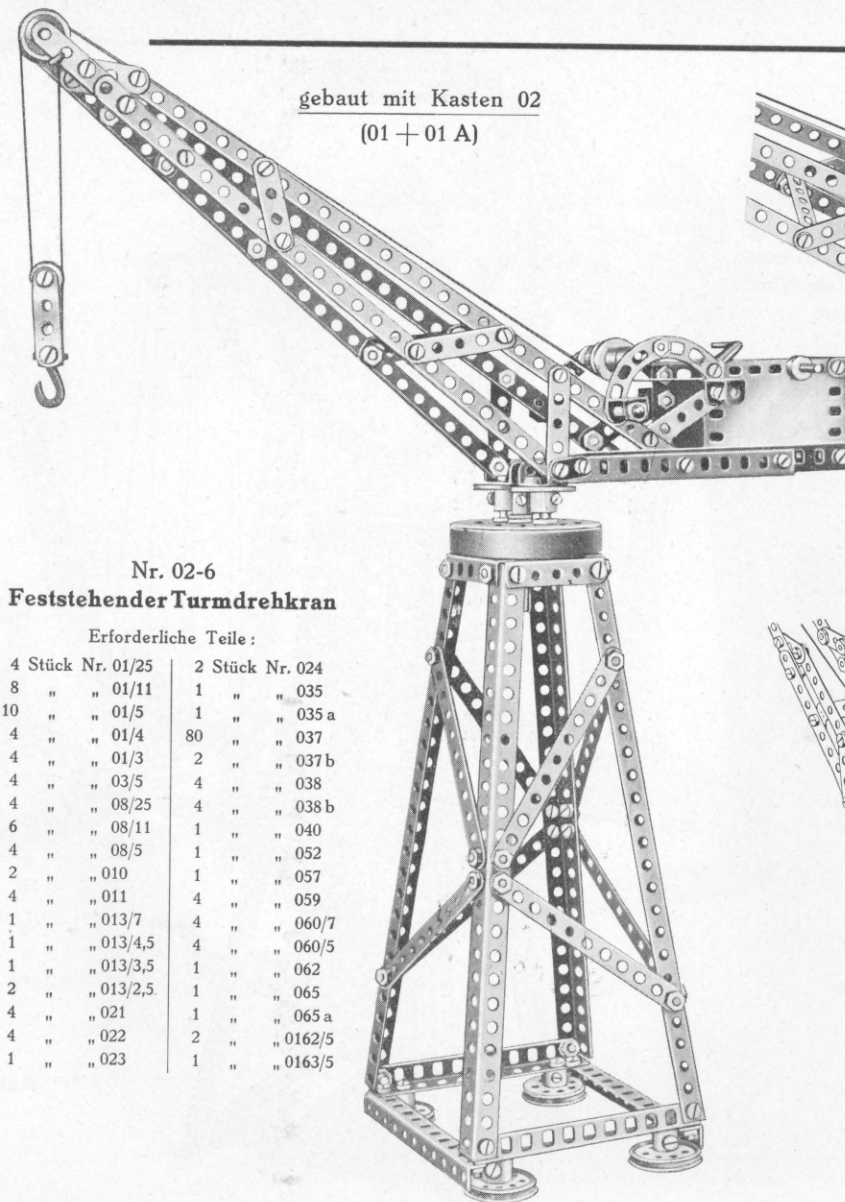 gebaut mit Kasten 02
(01 + 01 A)
Nr. 02-6
Feststehender Turmdrehkran
Erforderliche Teile:
4 Stück Nr. 01/25 | 2 Stück Nr. 024
8 „ „ 01/11 | 1 „ „ 035
10 „ „ 01/5 | 1 „ „ 035 a
4 „ „ 01/4 | 80 „ „ 037
4 „ „ 01/3 | 2 „ „ 037 b
4 „ „ 03/5 | 4 „ „ 038
4 „ „ 08/25 | 4 „ „ 038 b
6 „ „ 08/11 | 1 „ „ 040
4 „ „ 08/5 | 1 „ „ 052
2 „ „ 010 | 1 „ „ 057
4 „ „ 011 | 4 „ „ 059
1 „ „ 013/7 | 4 „ „ 060/7
1 „ „ 013/4,5 | 4 „ „ 060/5
1 „ „ 013/3,5 | 1 „ „ 062
2 „ „ 013/2,5 | 1 „ „ 065
4 „ „ 021 | 1 „ „ 065 a
4 „ „ 022 | 2 „ „ 0162/5
1 „ „ 023 | 1 „ „ 0163/5